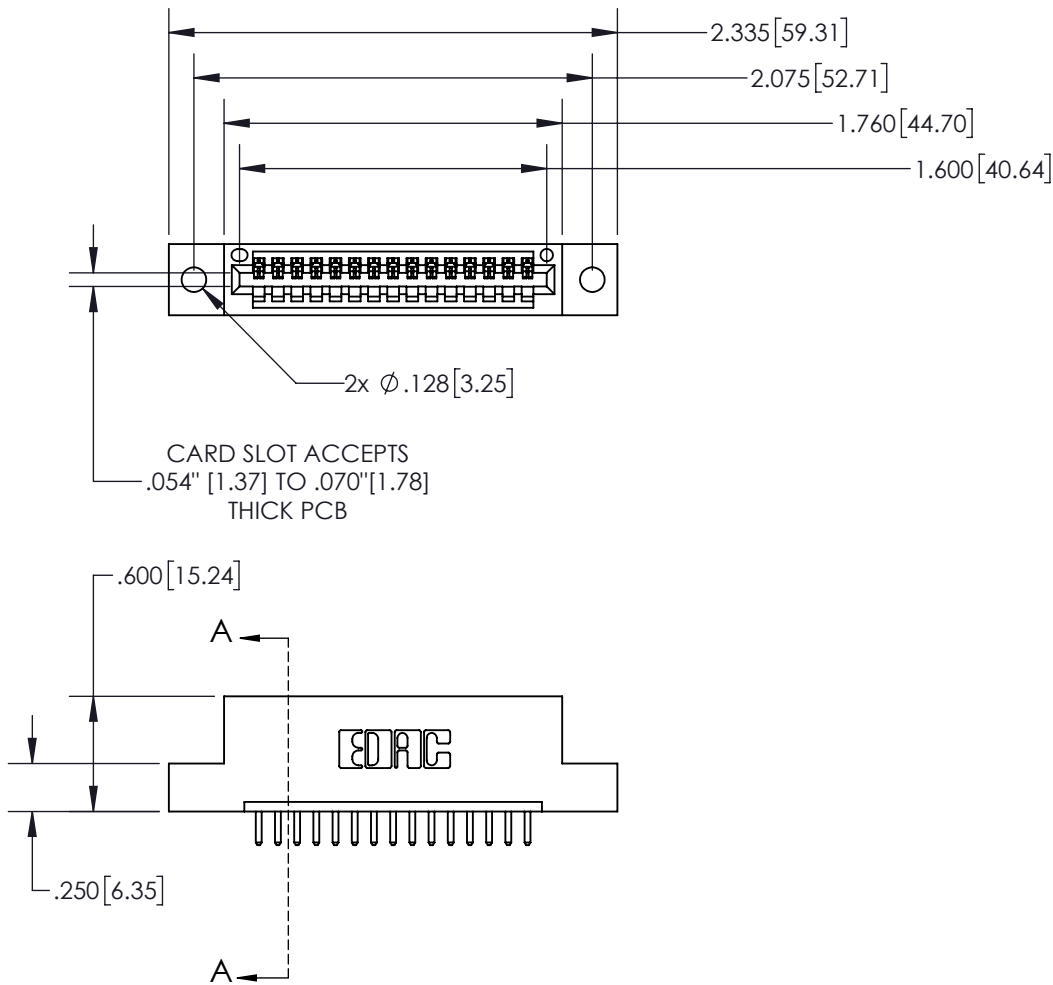 2.335[59.31]
2.075[52.71]
1.760[44.70]
1.600[40.64]
2x ⌀.128[3.25]
CARD SLOT ACCEPTS
.054" [1.37] TO .070"[1.78]
THICK PCB
.600[15.24]
A
EDAC
.250[6.35]
A